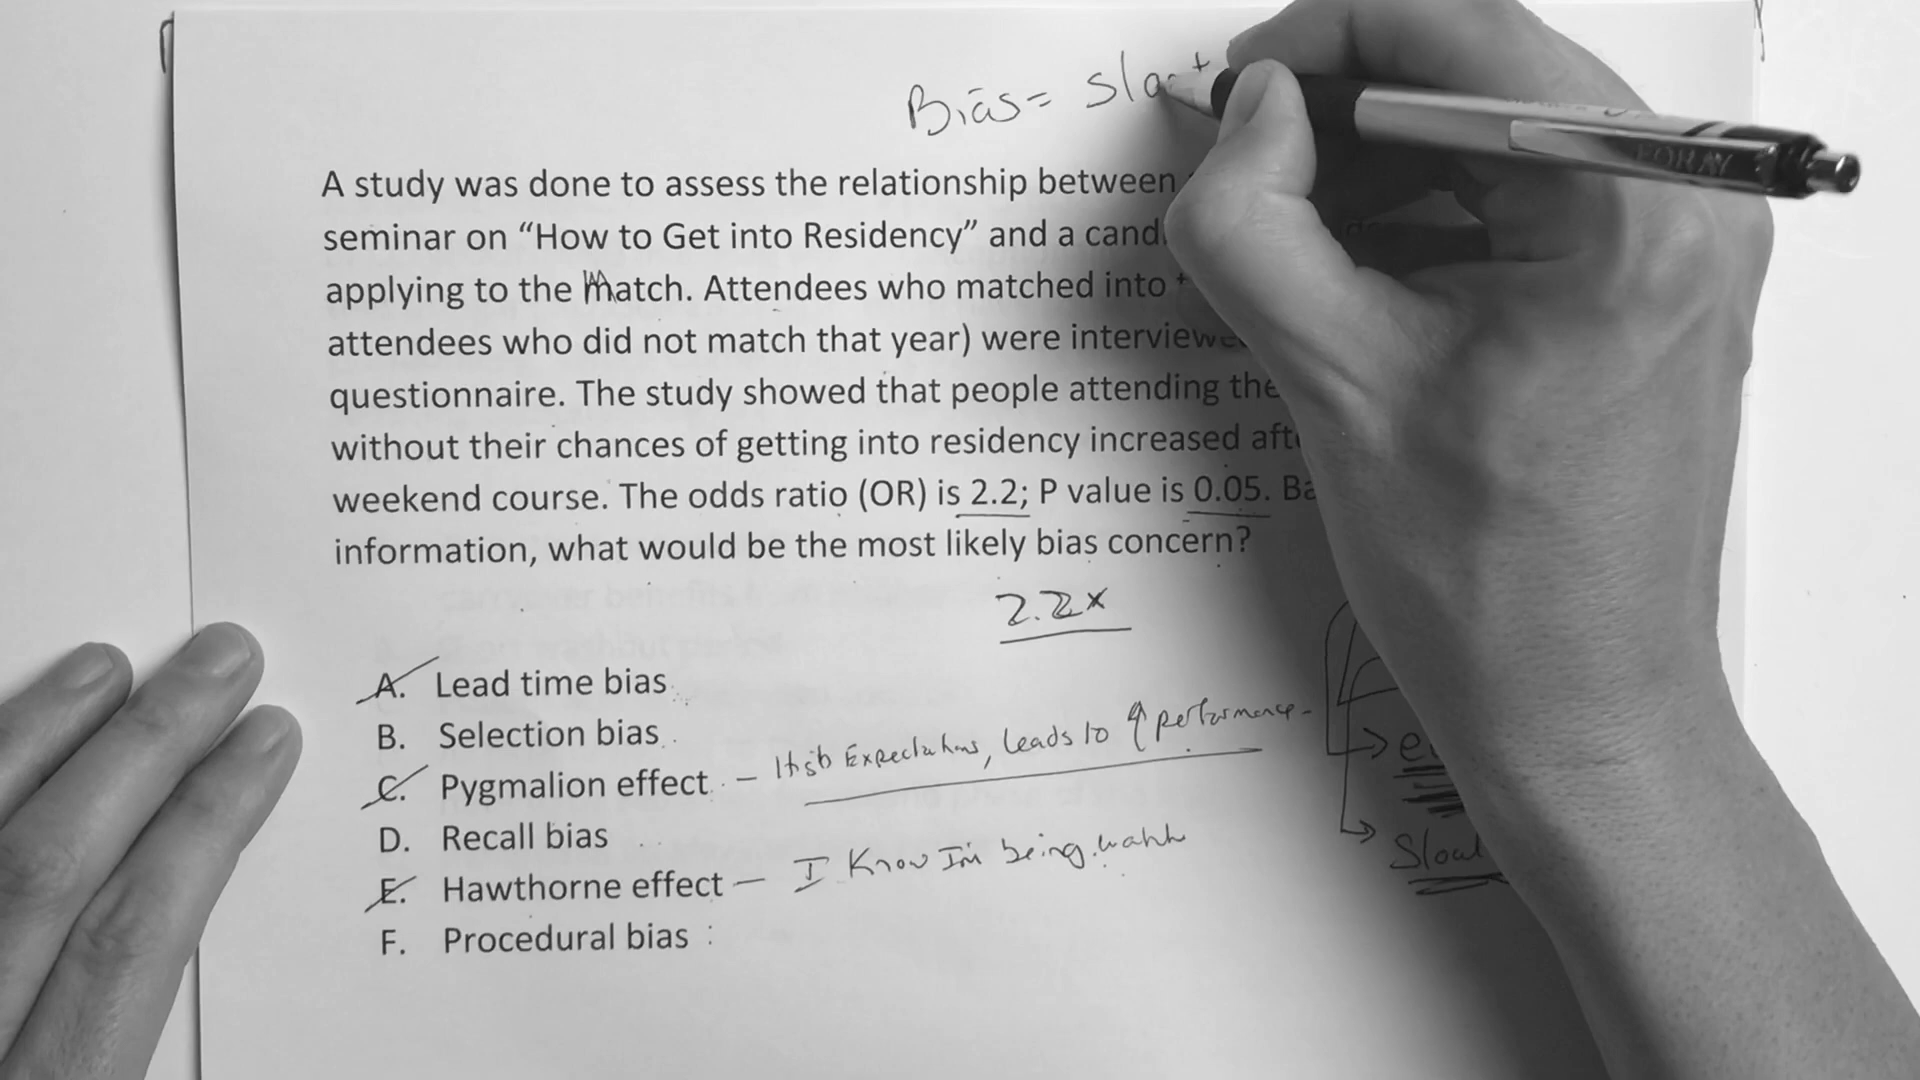 Bias = slant
A study was done to assess the relationship between
seminar on “How to Get into Residency” and a cand
applying to the Match. Attendees who matched into
attendees who did not match that year) were interviewe
questionnaire. The study showed that people attending the
without their chances of getting into residency increased aft
weekend course. The odds ratio (OR) is 2.2; P value is 0.05. Ba
information, what would be the most likely bias concern?
2.2x
A. Lead time bias
B. Selection bias
C. Pygmalion effect — Expectations, leads to ↑ performance
D. Recall bias
E. Hawthorne effect — I Know I'm being
F. Procedural bias
FORAY